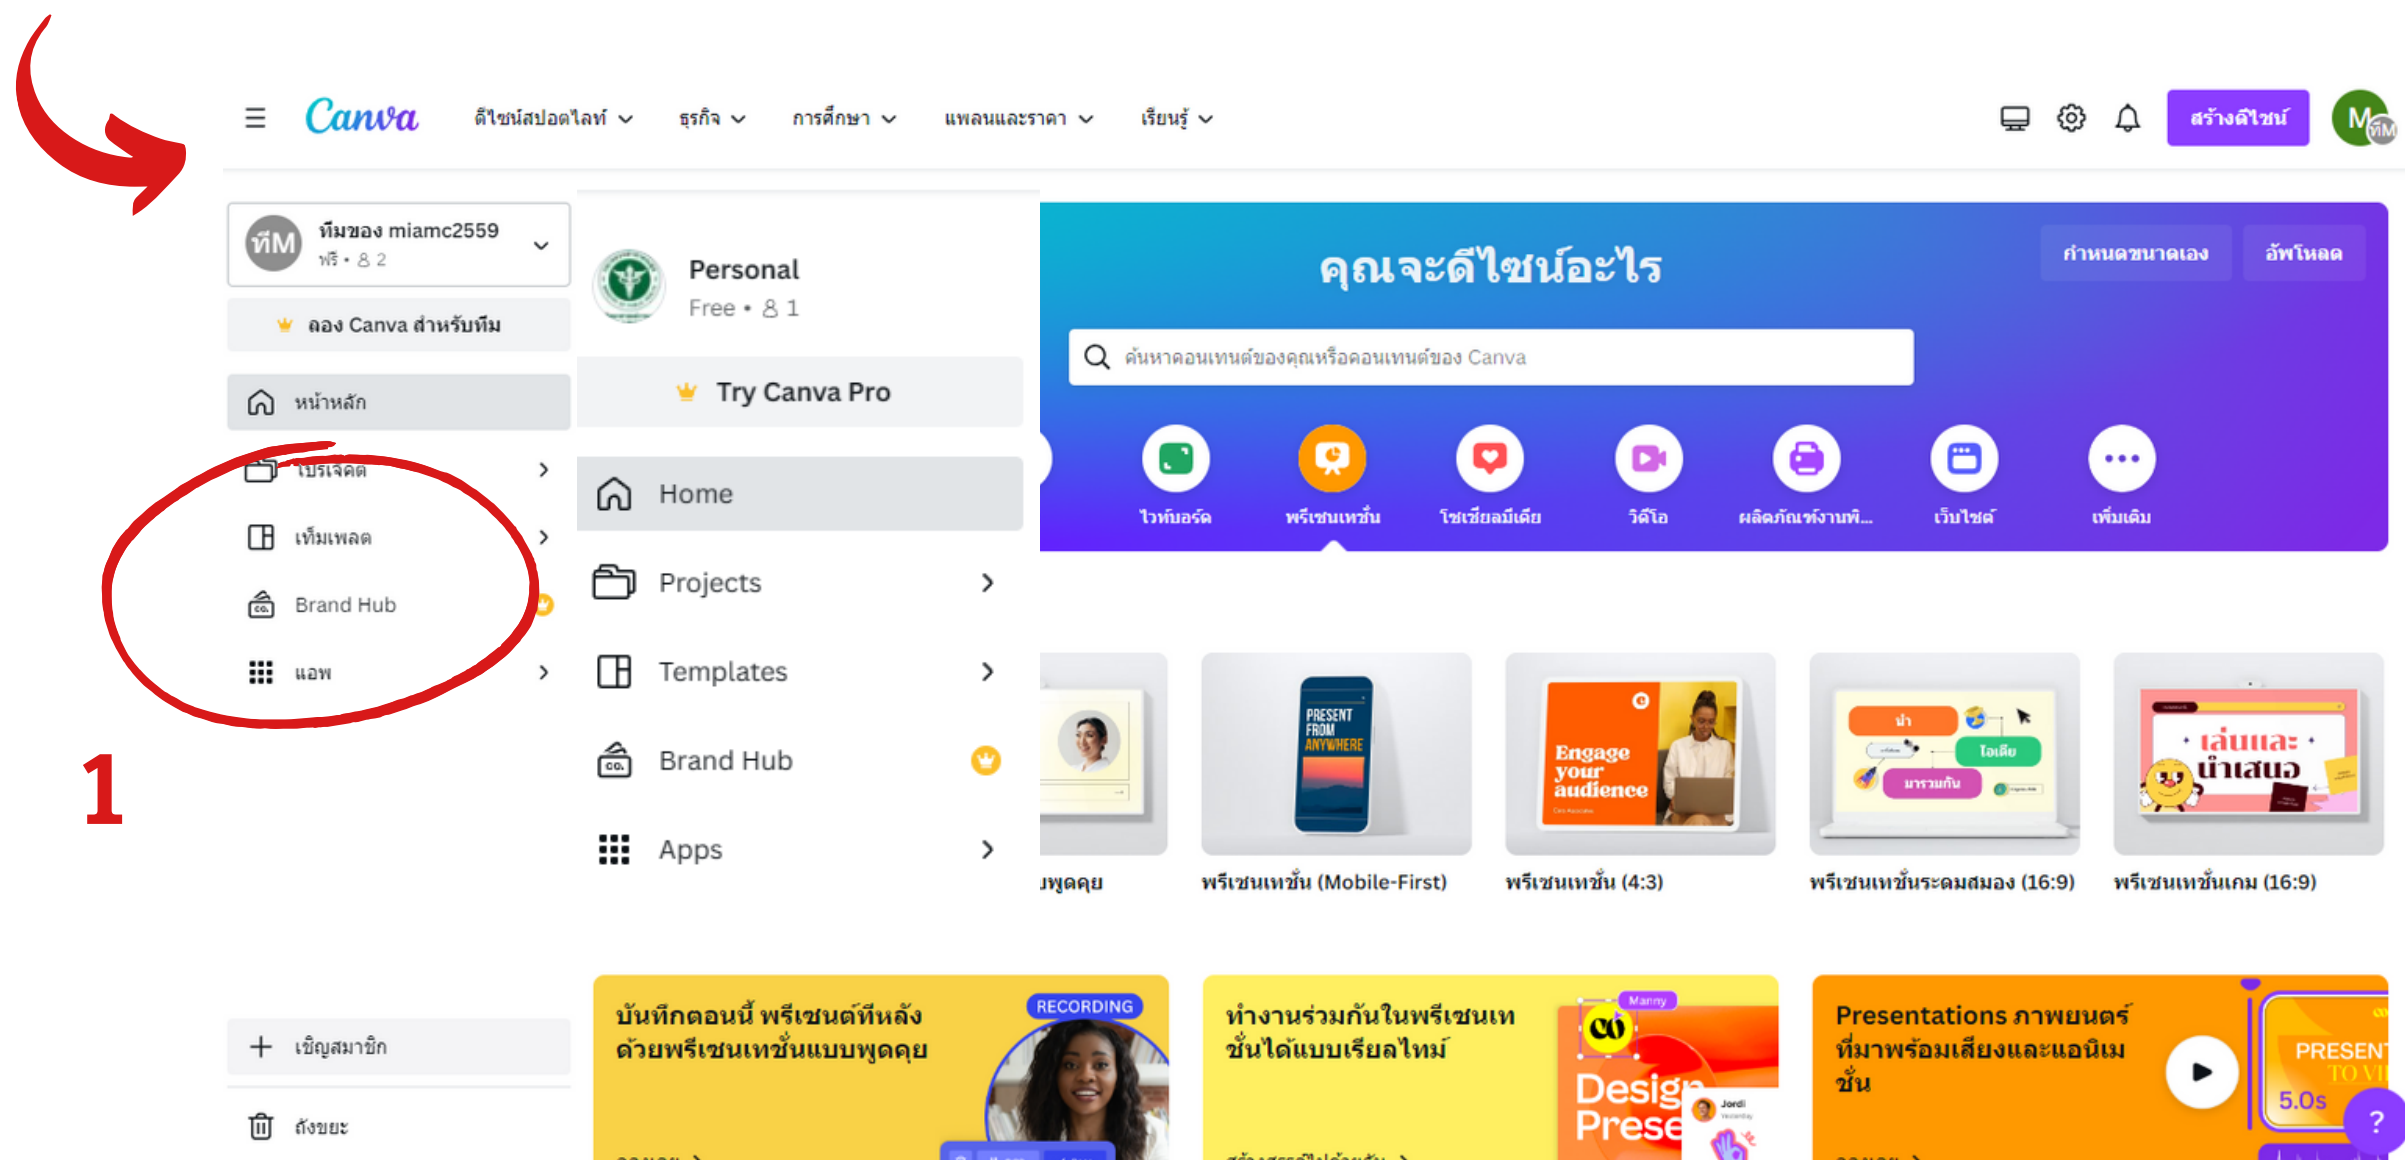 Canva
ดีไซน์สปอตไลท์
ธุรกิจ
การศึกษา
แพลนและราคา
เรียนรู้
สร้างดีไซน์
M
ทีM
ทีM
ทีมของ miamc2559
ฟรี • 2
ลอง Canva สำหรับทีม
หน้าหลัก
โปรเจ็คต์
เท็มเพลต
CO.
Brand Hub
แอพ
1
เชิญสมาชิก
ถังขยะ
Personal
Free • 1
Try Canva Pro
Home
Projects
Templates
CO.
Brand Hub
Apps
คุณจะดีไซน์อะไร
กำหนดขนาดเอง
อัพโหลด
ค้นหาคอนเทนต์ของคุณหรือคอนเทนต์ของ Canva
ไวท์บอร์ด
พรีเซนเทชั่น
โซเชียลมีเดีย
วิดีโอ
ผลิตภัณฑ์งานพิ...
เว็บไซต์
เพิ่มเติม
PRESENT
FROM
ANYWHERE
Engage
your
audience
นำ
ไอเดีย
มารวมกัน
เล่นและ
นำเสนอ
บพูดคุย
พรีเซนเทชั่น (Mobile-First)
พรีเซนเทชั่น (4:3)
พรีเซนเทชั่นระดมสมอง (16:9)
พรีเซนเทชั่นเกม (16:9)
บันทึกตอนนี้ พรีเซนต์ทีหลัง
ด้วยพรีเซนเทชั่นแบบพูดคุย
RECORDING
ทำงานร่วมกันในพรีเซนเท
ชั่นได้แบบเรียลไทม์
Manny
co
Design
Prese
Jordi
Yesterday
Presentations ภาพยนตร์
ที่มาพร้อมเสียงและแอนิเม
ชั่น
PRESENT
TO VI
5.0s
?